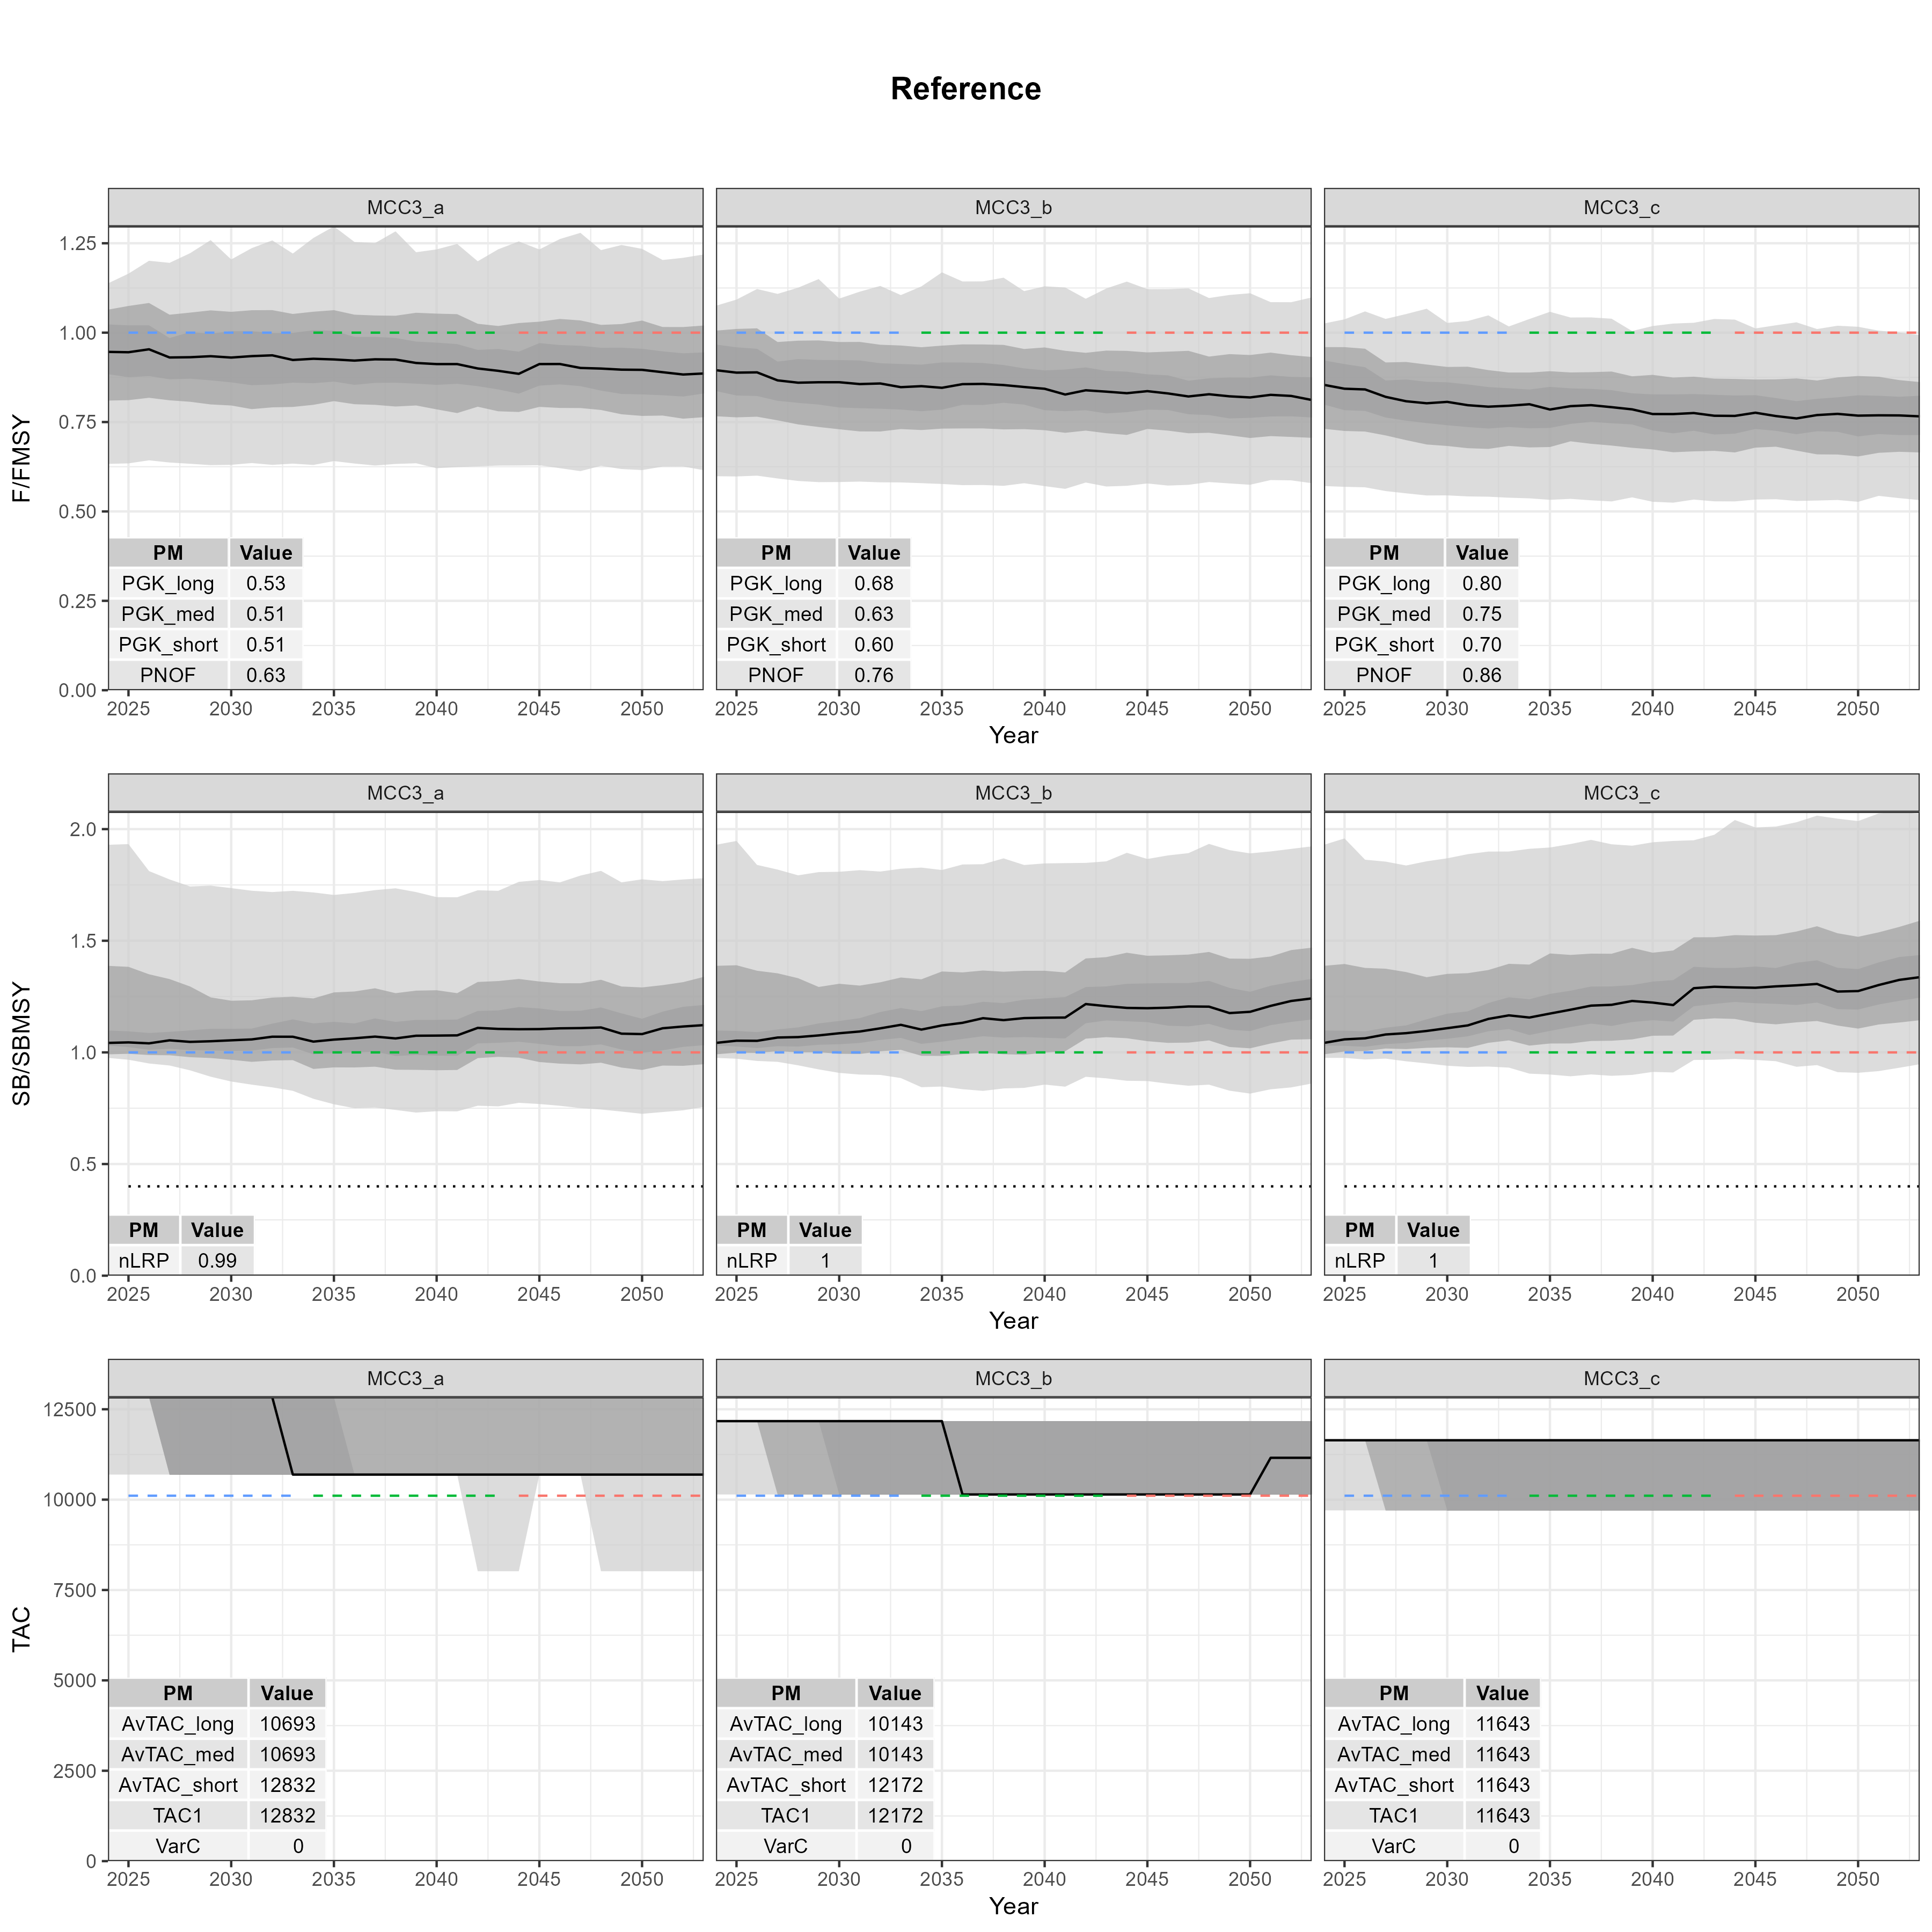 Reference
MCC3_a MCC3_b MCC3_c
F/FMSY
1.25
1.00
0.75
0.50
0.25
0.00
PM Value PM Value PM Value
PGK_long 0.53 PGK_long 0.68 PGK_long 0.80
PGK_med 0.51 PGK_med 0.63 PGK_med 0.75
PGK_short 0.51 PGK_short 0.60 PGK_short 0.70
PNOF 0.63 PNOF 0.76 PNOF 0.86
2025 2030 2035 2040 2045 2050 2025 2030 2035 2040 2045 2050 2025 2030 2035 2040 2045 2050
Year
MCC3_a MCC3_b MCC3_c
SB/SBMSY
2.0
1.5
1.0
0.5
0.0
PM Value PM Value PM Value
nLRP 0.99 nLRP 1 nLRP 1
2025 2030 2035 2040 2045 2050 2025 2030 2035 2040 2045 2050 2025 2030 2035 2040 2045 2050
Year
MCC3_a MCC3_b MCC3_c
TAC
12500
10000
7500
5000
2500
0
PM Value PM Value PM Value
AvTAC_long 10693 AvTAC_long 10143 AvTAC_long 11643
AvTAC_med 10693 AvTAC_med 10143 AvTAC_med 11643
AvTAC_short 12832 AvTAC_short 12172 AvTAC_short 11643
TAC1 12832 TAC1 12172 TAC1 11643
VarC 0 VarC 0 VarC 0
2025 2030 2035 2040 2045 2050 2025 2030 2035 2040 2045 2050 2025 2030 2035 2040 2045 2050
Year